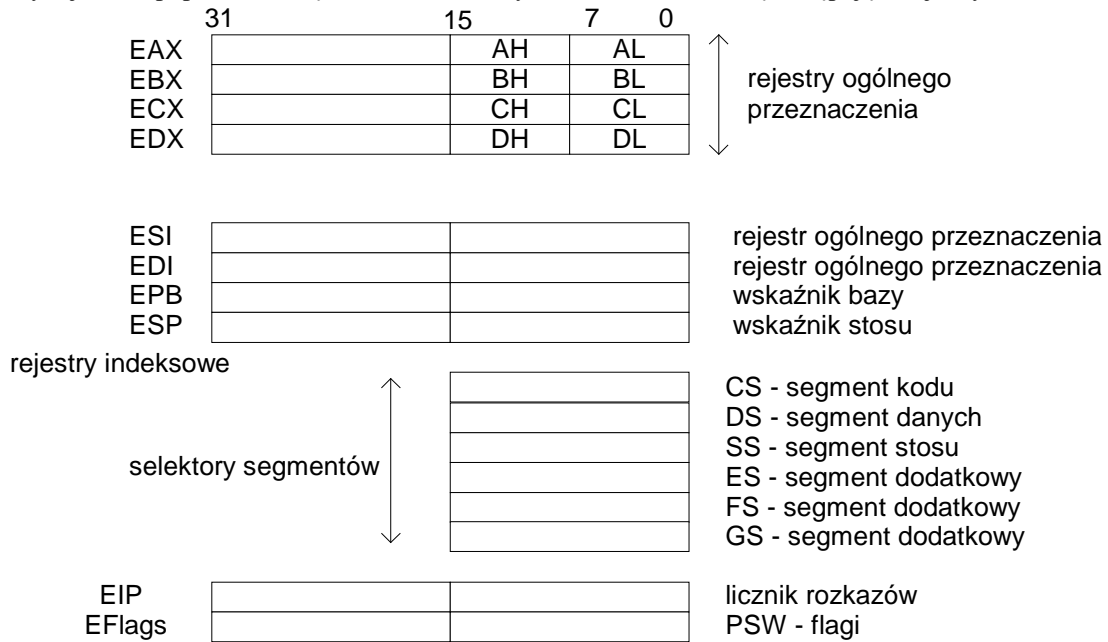 31 15 7 0
EAX AH AL
EBX BH BL rejestry ogólnego
ECX CH CL przeznaczenia
EDX DH DL
ESI rejestr ogólnego przeznaczenia
EDI rejestr ogólnego przeznaczenia
EPB wskaźnik bazy
ESP wskaźnik stosu
rejestry indeksowe
CS - segment kodu
DS - segment danych
SS - segment stosu
selektory segmentów ES - segment dodatkowy
FS - segment dodatkowy
GS - segment dodatkowy
EIP licznik rozkazów
EFlags PSW - flagi